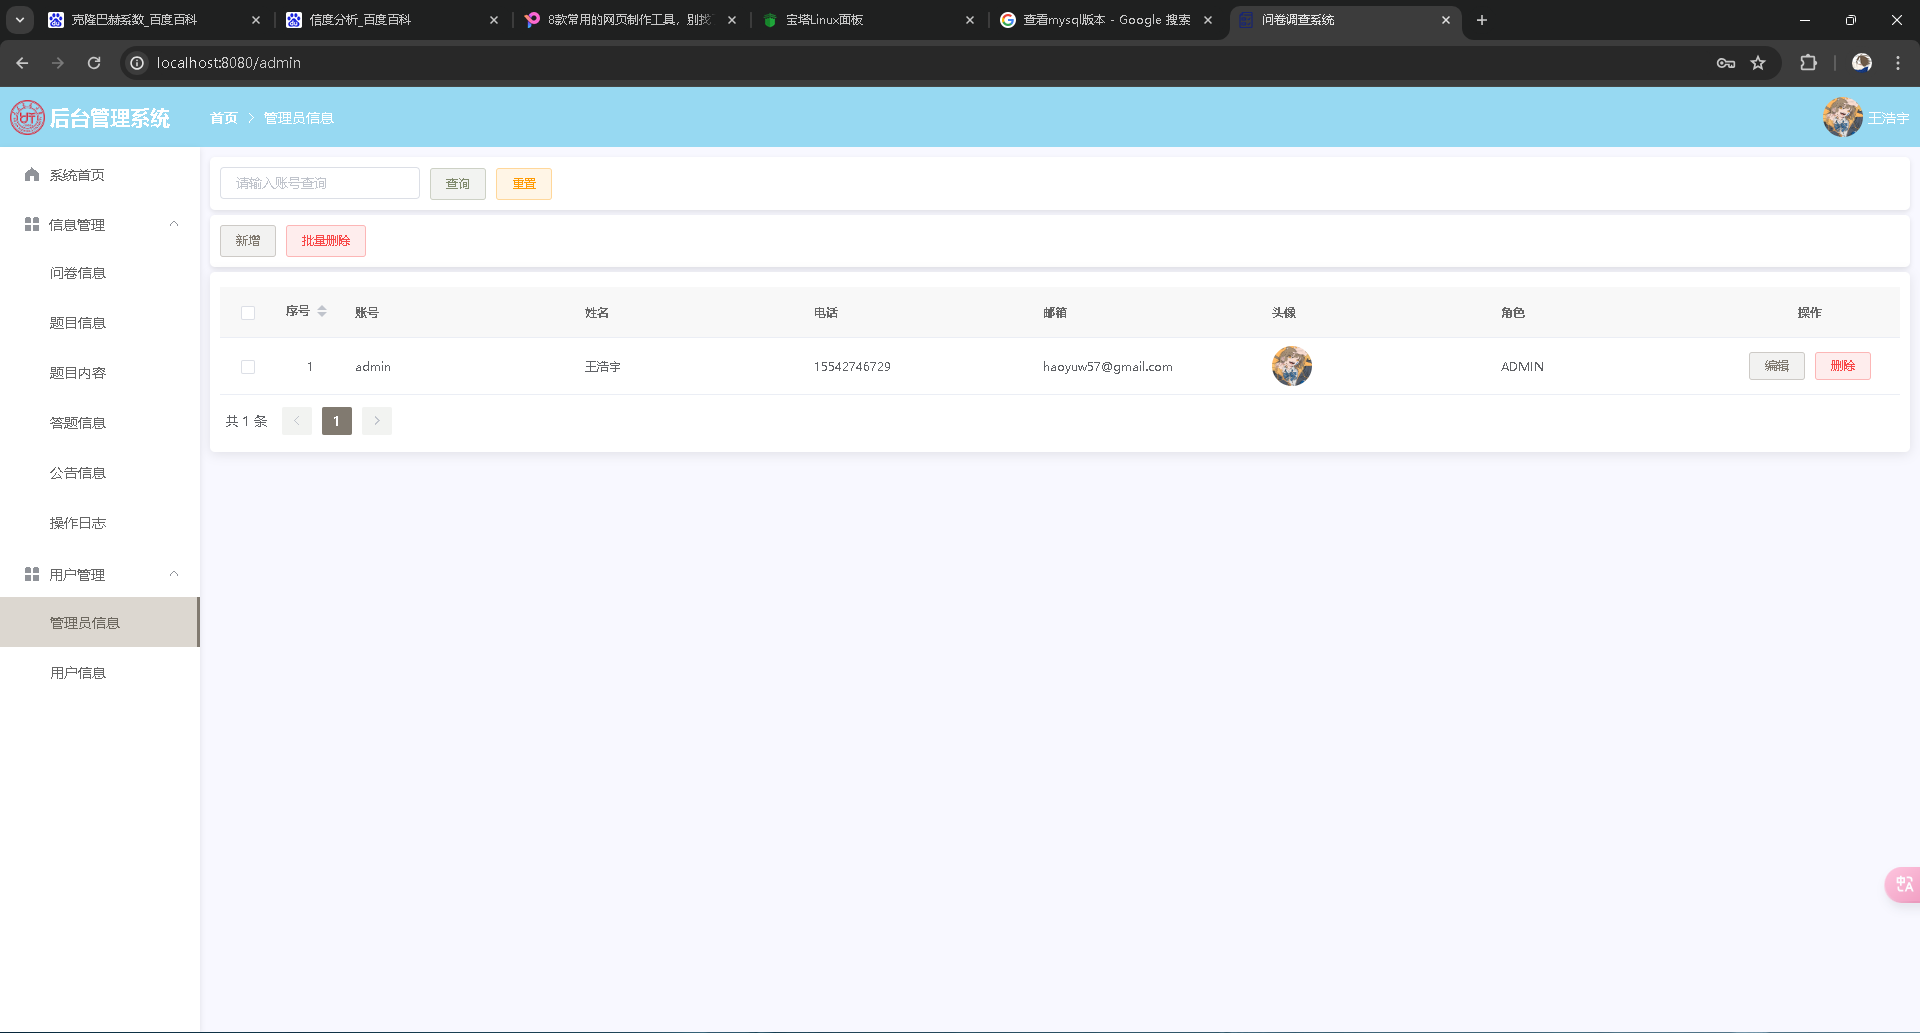 克隆巴赫系数_百度百科
信度分析_百度百科
8款常用的网页制作工具，别找
宝塔Linux面板
查看mysql版本 - Google 搜索
问卷调查系统
localhost:8080/admin
后台管理系统
首页
管理员信息
王浩宇
系统首页
信息管理
问卷信息
题目信息
题目内容
答题信息
公告信息
操作日志
用户管理
管理员信息
用户信息
请输入账号查询
查询
重置
新增
批量删除
序号 账号 姓名 电话 邮箱 头像 角色 操作
1 admin 王浩宇 15542746729 haoyuw57@gmail.com ADMIN 编辑 删除
共 1 条
1